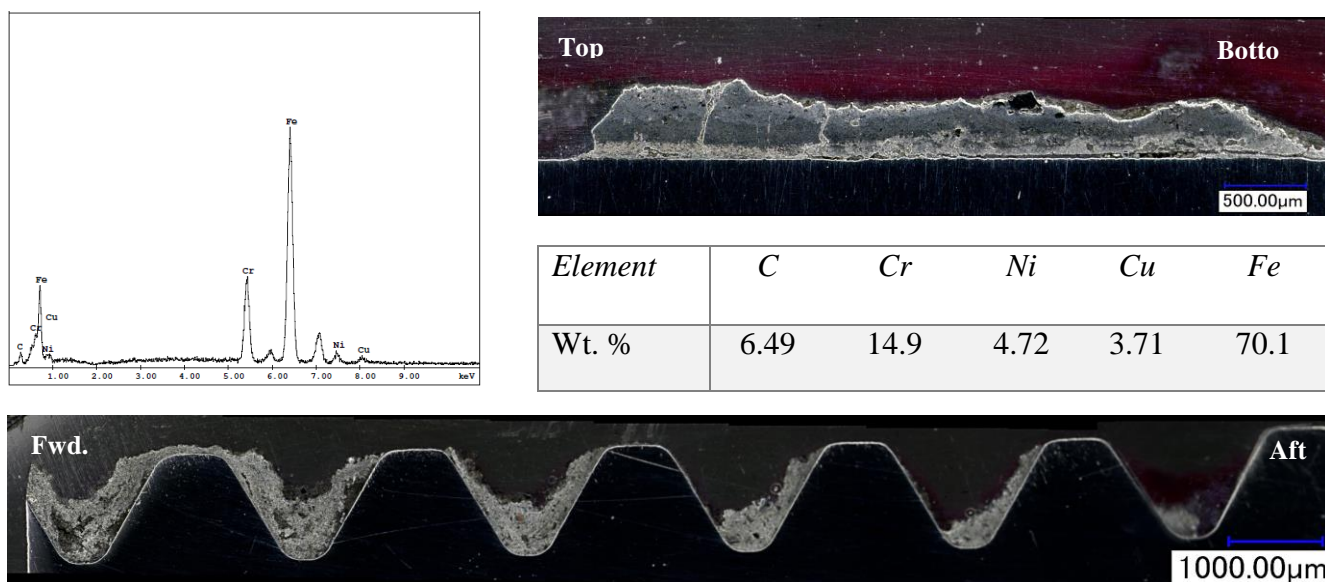 Fe
Cr
Fe
Cu
Cr
C
Ni
Ni
Cu
1.00 2.00 3.00 4.00 5.00 6.00 7.00 8.00 9.00 keV
Top Botto
500.00µm
Element C Cr Ni Cu Fe
Wt. % 6.49 14.9 4.72 3.71 70.1
Fwd. Aft
1000.00µm